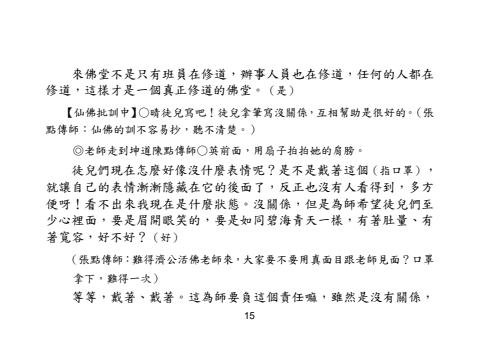 來佛堂不是只有班員在修道，辦事人員也在修道，任何的人都在
修道，這樣才是一個真正修道的佛堂。（是）
【仙佛批訓中】○晴徒兒寫吧！徒兒拿筆寫沒關係，互相幫助是很好的。（張
點傳師：仙佛的訓不容易抄，聽不清楚。）
◎老師走到坤道陳點傳師○英前面，用扇子拍拍她的肩膀。
徒兒們現在怎麼好像沒什麼表情呢？是不是戴著這個（指口罩），
就讓自己的表情漸漸隱藏在它的後面了，反正也沒有人看得到，多方
便呀！看不出來我現在是什麼狀態。沒關係，但是為師希望徒兒們至
少心裡面，要是眉開眼笑的，要是如同碧海青天一樣，有著肚量、有
著寬容，好不好？（好）
（張點傳師：難得濟公活佛老師來，大家要不要用真面目跟老師見面？口罩
拿下，難得一次）
等等，戴著、戴著。這為師要負這個責任嘛，雖然是沒有關係，
15